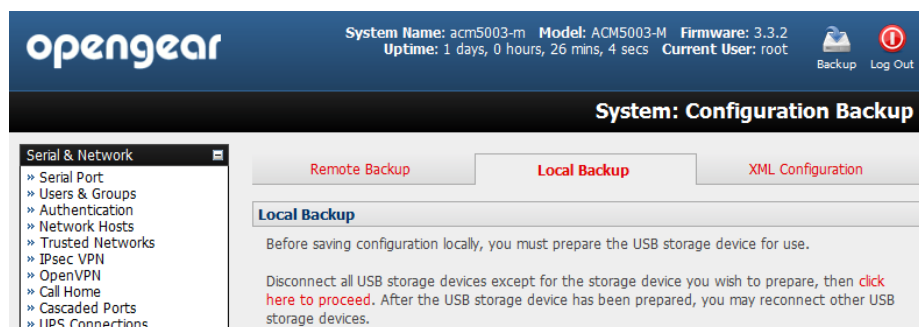 opengear
System Name: acm5003-m Model: ACM5003-M Firmware: 3.3.2
Uptime: 1 days, 0 hours, 26 mins, 4 secs Current User: root
Backup Log Out
System: Configuration Backup
Serial & Network
» Serial Port
» Users & Groups
» Authentication
» Network Hosts
» Trusted Networks
» IPsec VPN
» OpenVPN
» Call Home
» Cascaded Ports
» UPS Connections
Remote Backup Local Backup XML Configuration
Local Backup
Before saving configuration locally, you must prepare the USB storage device for use.
Disconnect all USB storage devices except for the storage device you wish to prepare, then click
here to proceed. After the USB storage device has been prepared, you may reconnect other USB
storage devices.